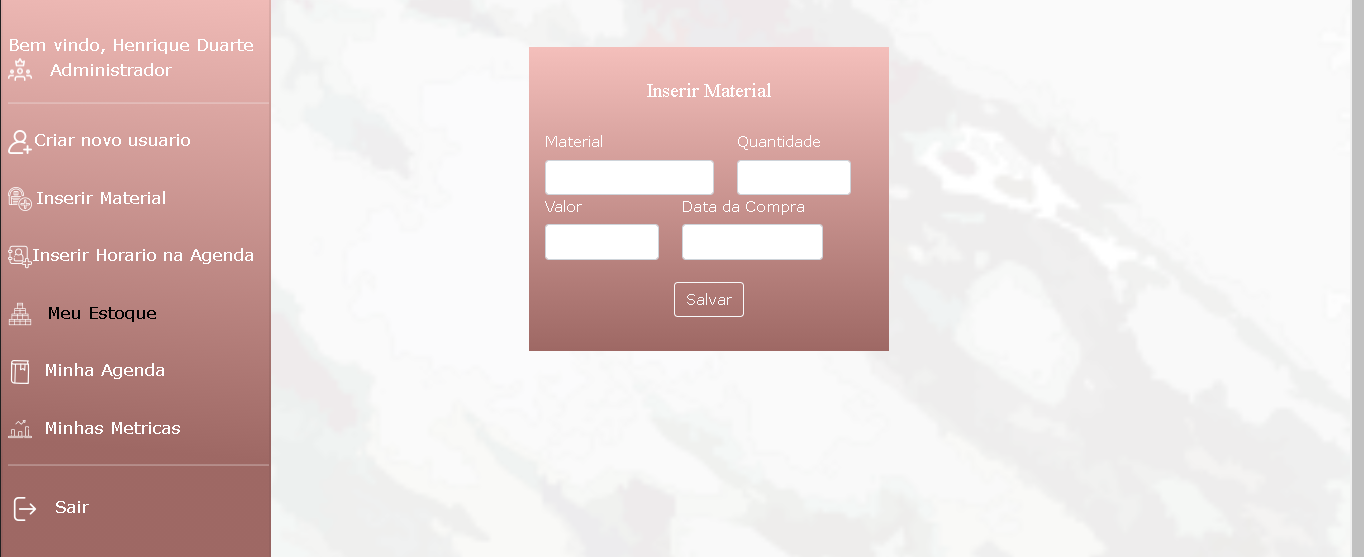 Bem vindo, Henrique Duarte
Administrador
Criar novo usuario
Inserir Material
Inserir Horario na Agenda
Meu Estoque
Minha Agenda
Minhas Metricas
Sair
Inserir Material
Material Quantidade
Valor Data da Compra
Salvar